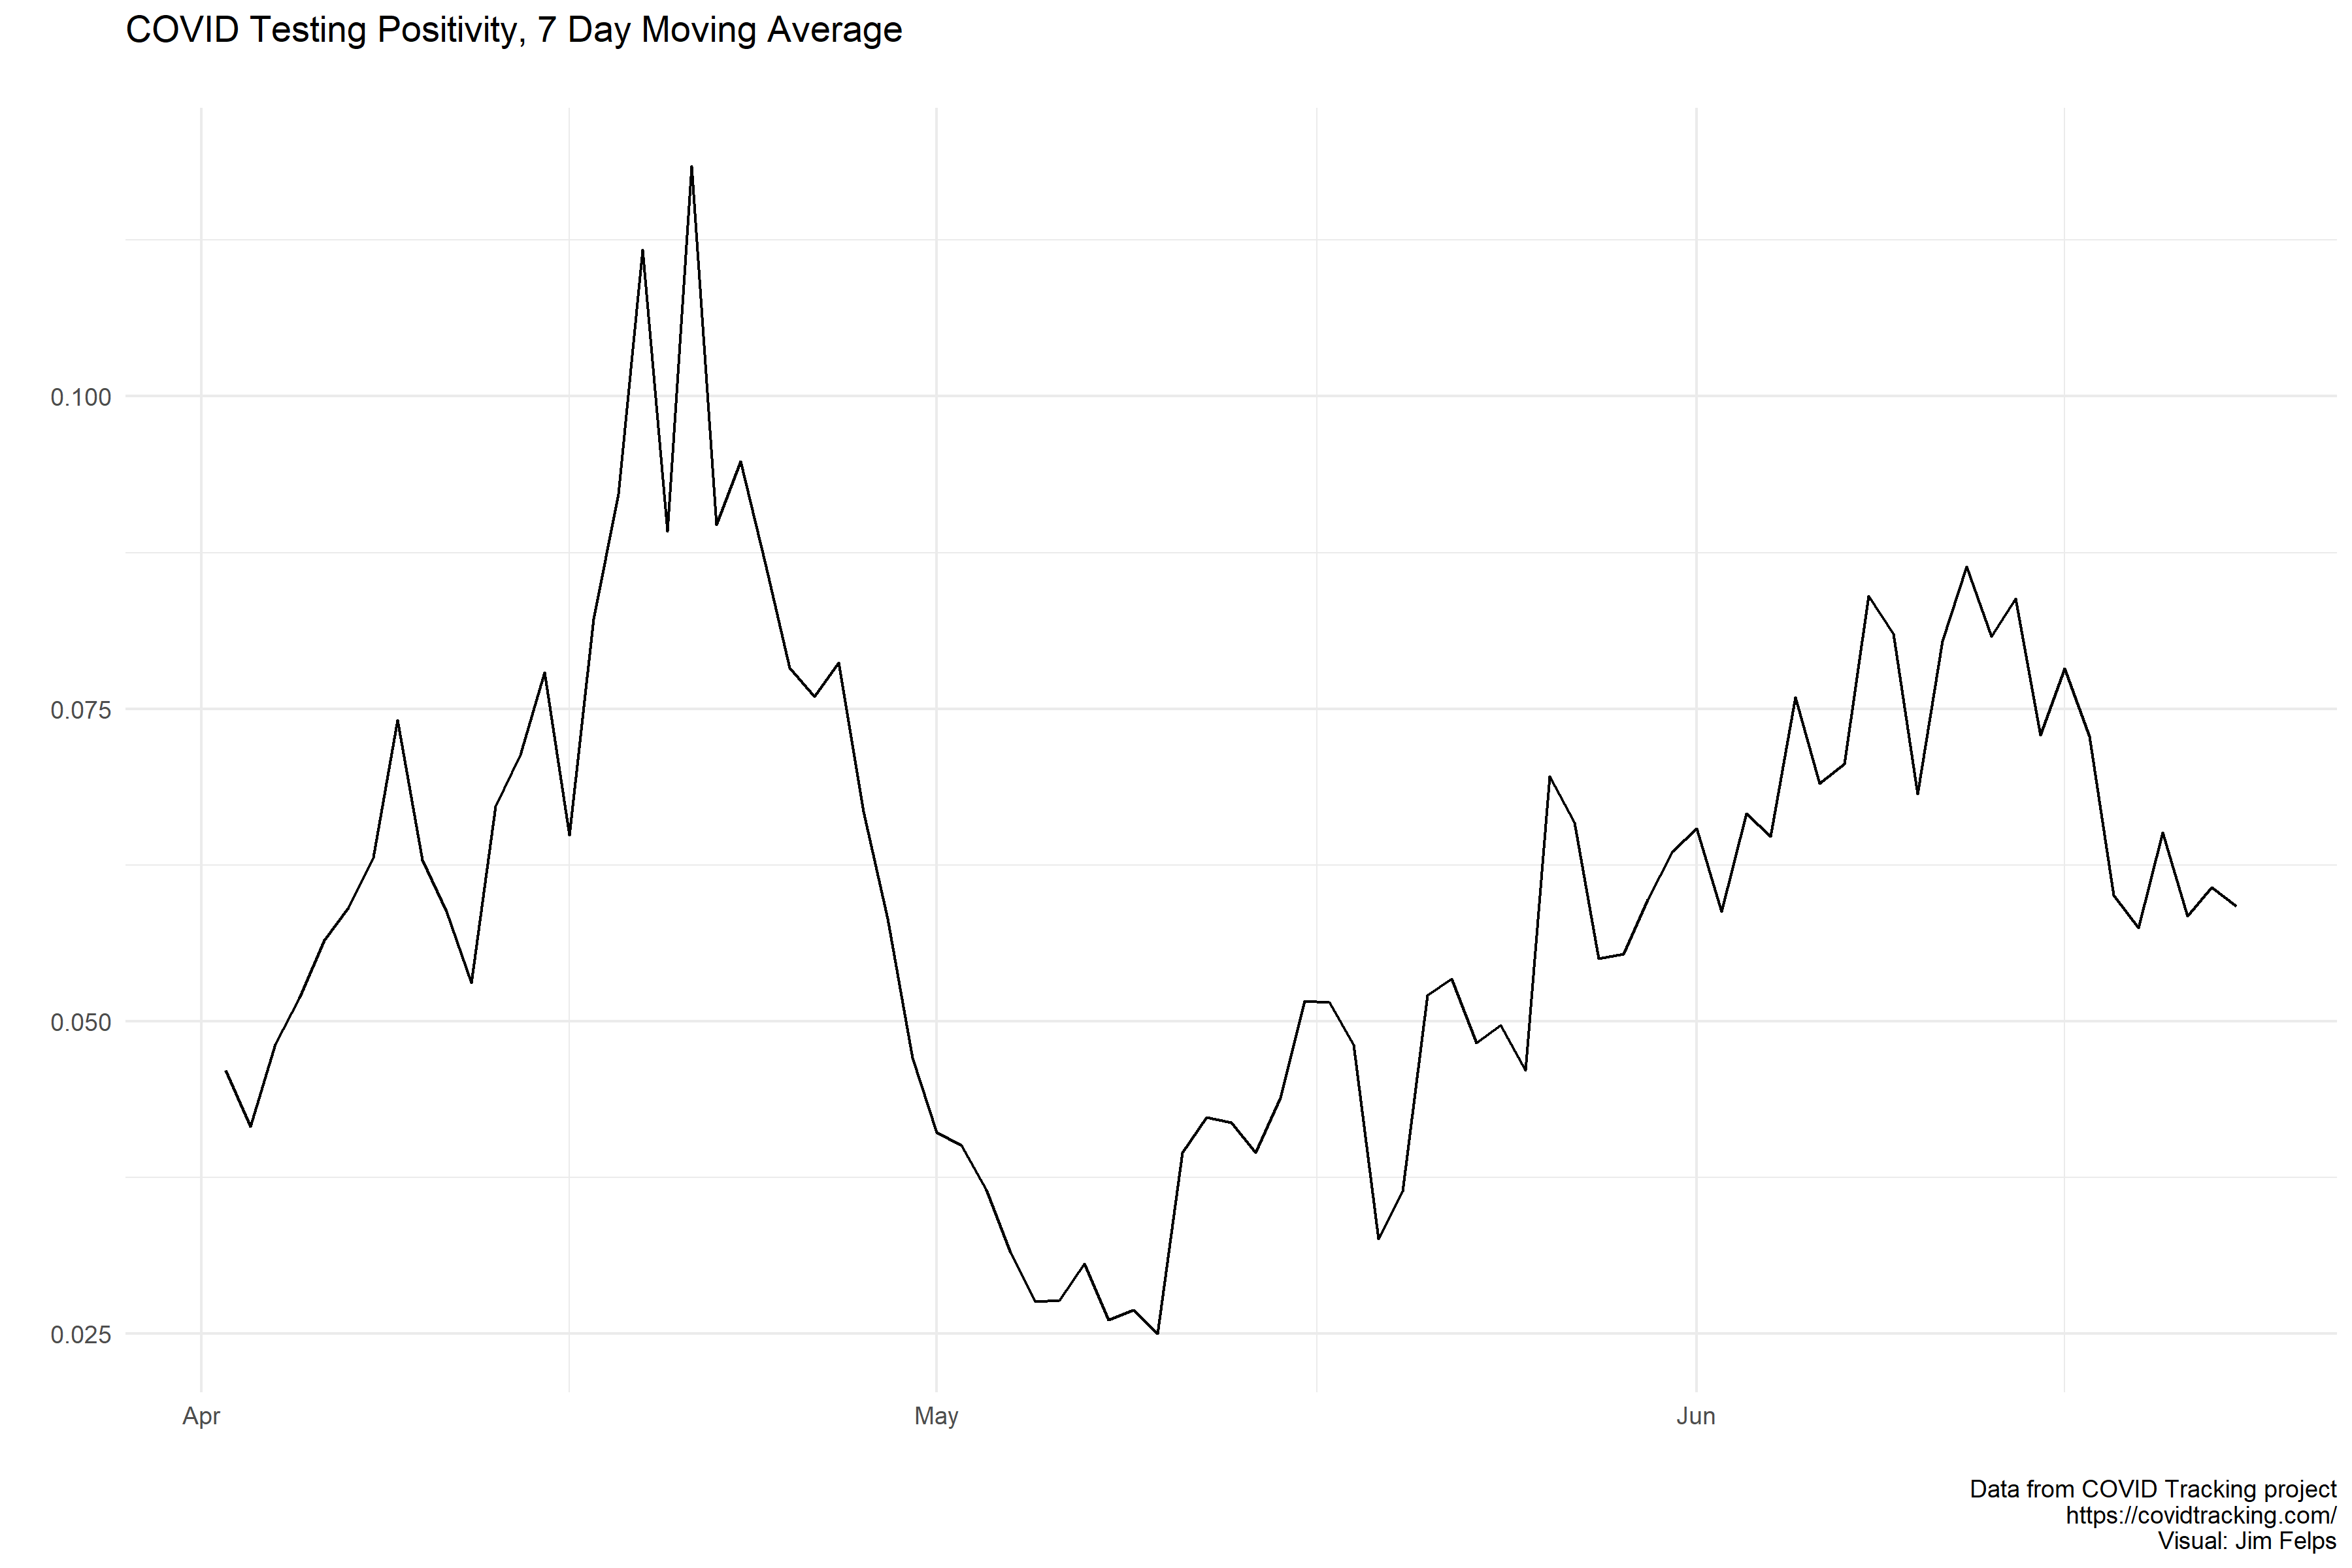 COVID Testing Positivity, 7 Day Moving Average
0.100
0.075
0.050
0.025
Apr May Jun
Data from COVID Tracking project
https://covidtracking.com/
Visual: Jim Felps